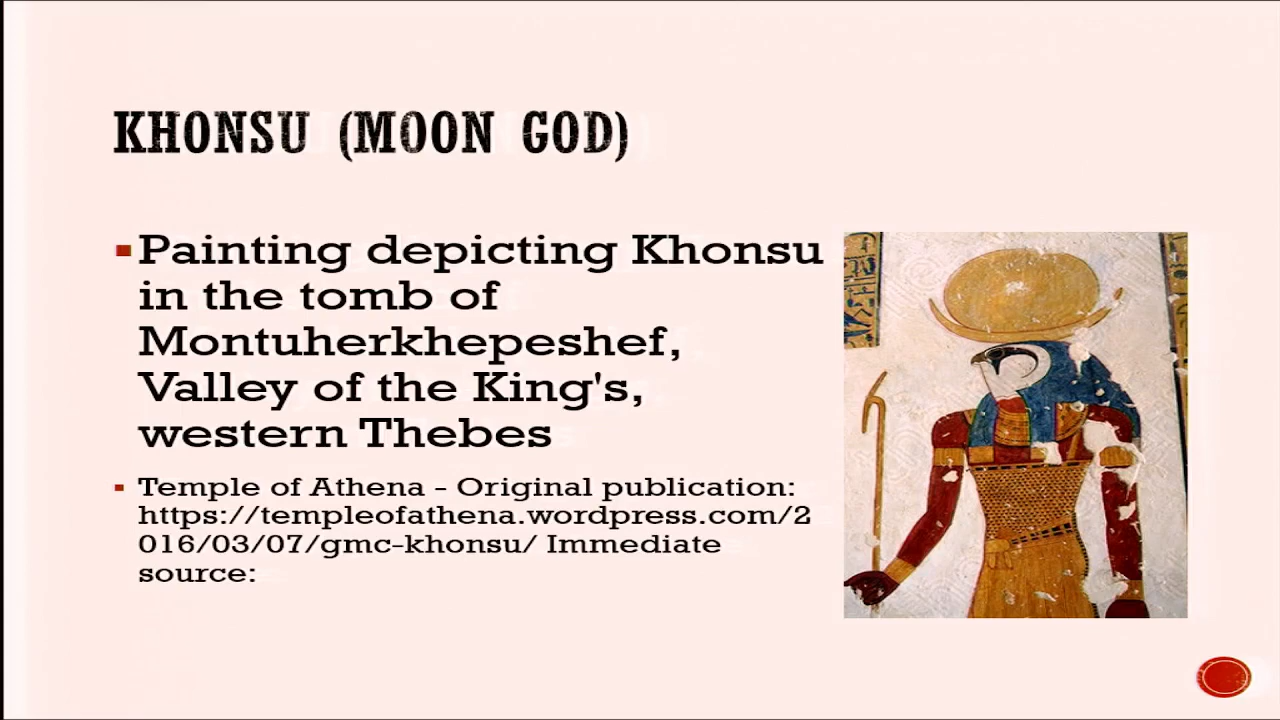 KHONSU (MOON GOD)
Painting depicting Khonsu
in the tomb of
Montuherkhepeshef,
Valley of the King's,
western Thebes
Temple of Athena - Original publication:
https://templeofathena.wordpress.com/2
016/03/07/gmc-khonsu/ Immediate
source: